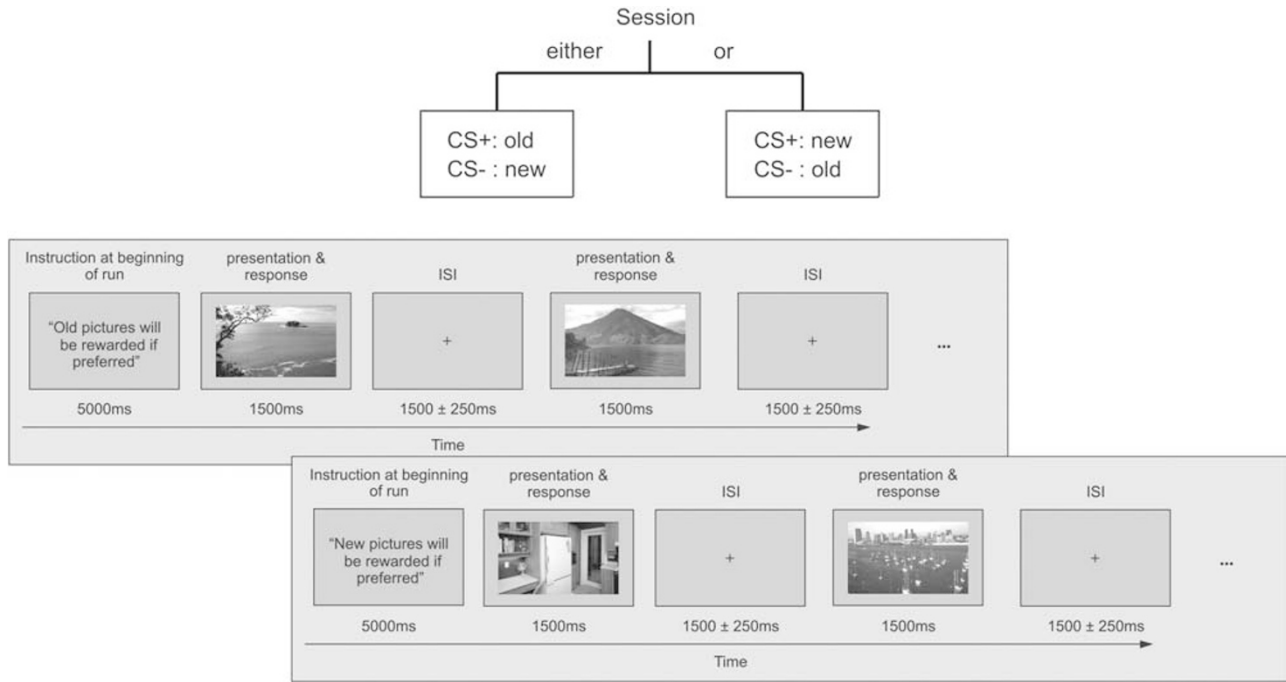 Session
either or
CS+: old
CS- : new
CS+: new
CS- : old
Instruction at beginning
of run
presentation &
response
ISI
presentation &
response
ISI
“Old pictures will
be rewarded if
preferred”
+
+
...
5000ms
1500ms
1500 ± 250ms
1500ms
1500 ± 250ms
Time
Instruction at beginning
of run
presentation &
response
ISI
presentation &
response
ISI
“New pictures will
be rewarded if
preferred”
+
+
...
5000ms
1500ms
1500 ± 250ms
1500ms
1500 ± 250ms
Time